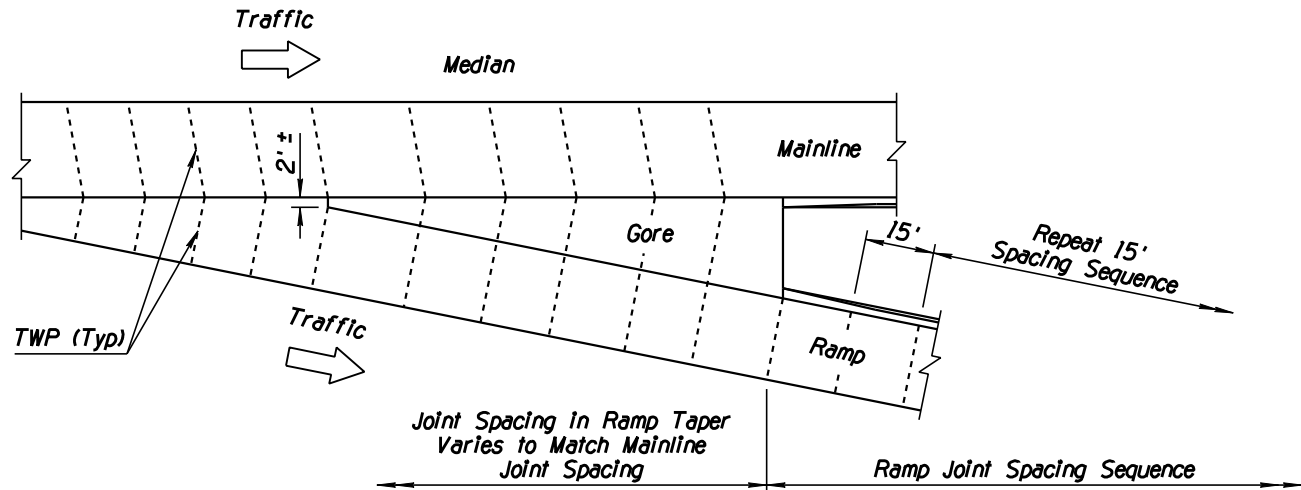 Traffic
Median
2' ±
Mainline
Gore
15'
Repeat 15'
Spacing Sequence
TWP (Typ)
Traffic
Ramp
Joint Spacing in Ramp Taper
Varies to Match Mainline
Joint Spacing
Ramp Joint Spacing Sequence